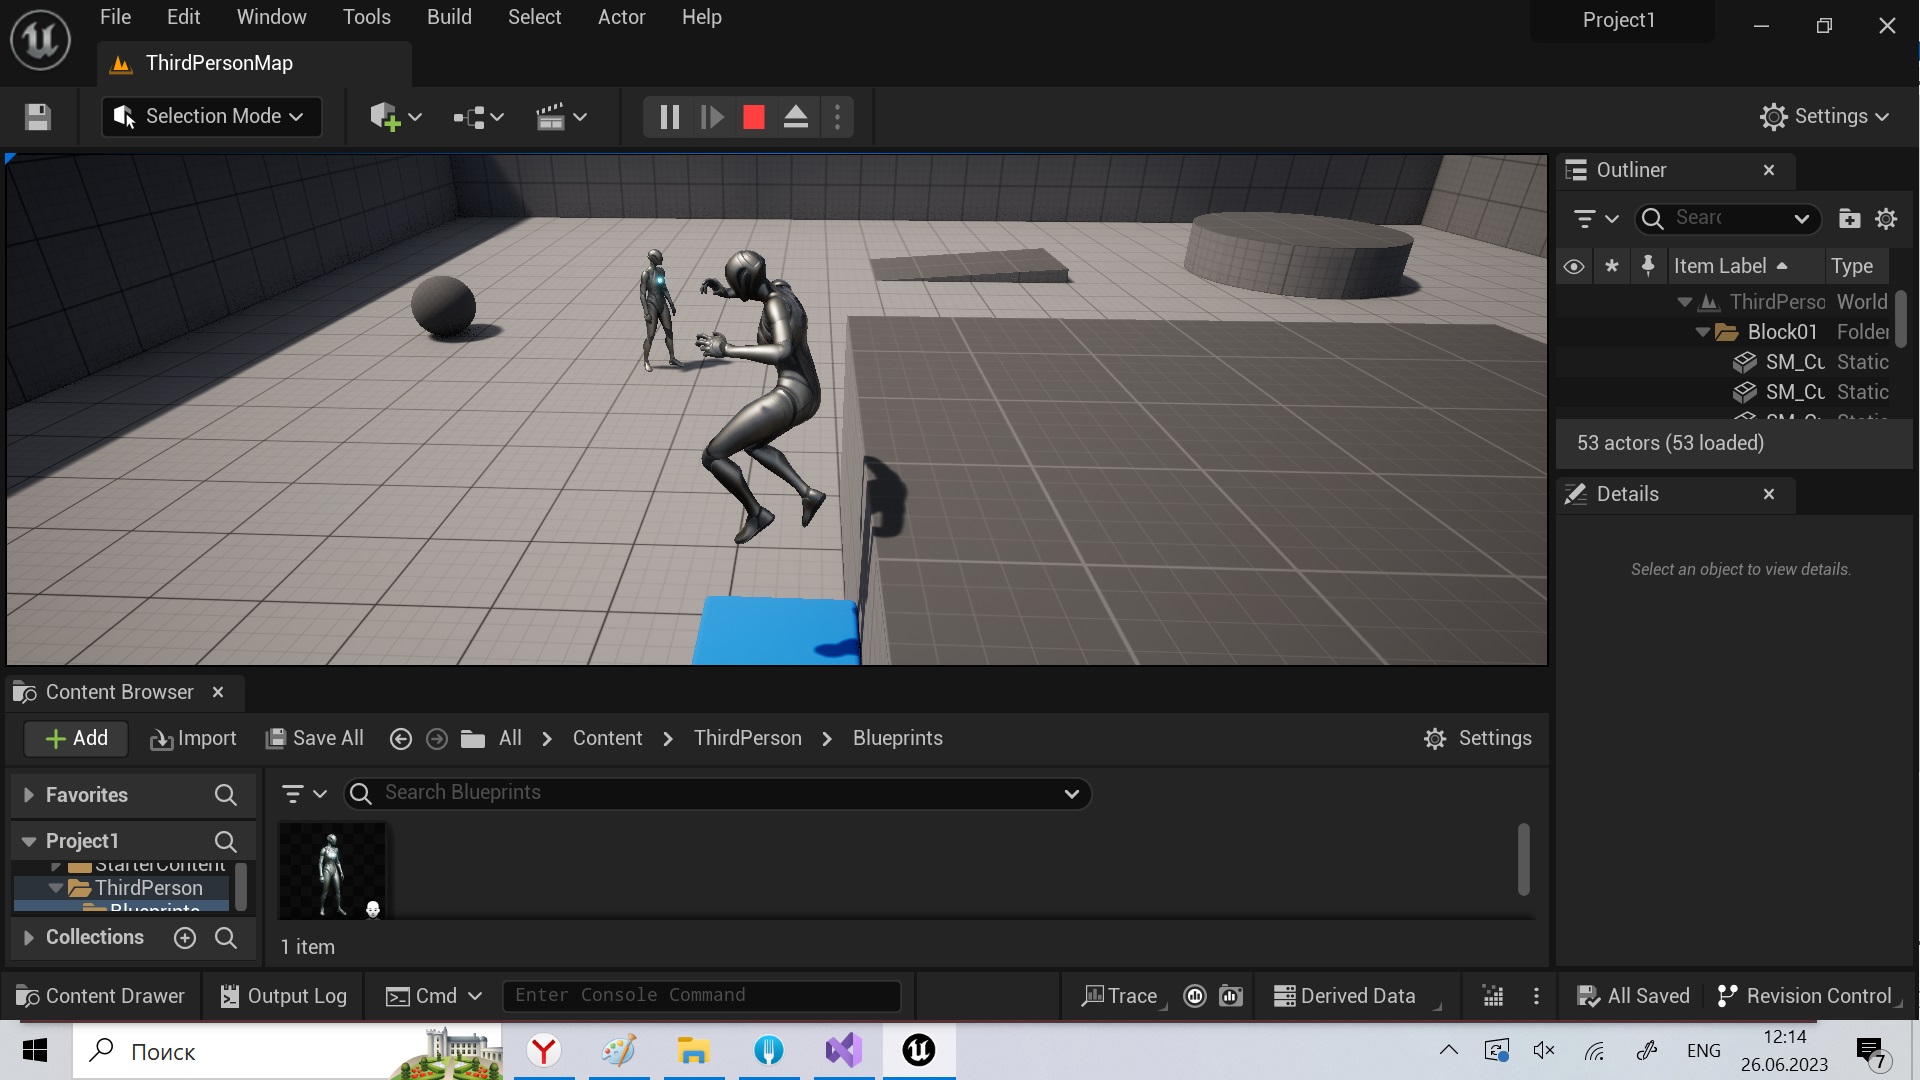 File Edit Window Tools Build Select Actor Help
Project1
ThirdPersonMap
Selection Mode
Settings
Outliner
Sear
Item Label
Type
ThirdPerso World
Block01 Folder
SM_Cu Static
SM_Cu Static
53 actors (53 loaded)
Details
Select an object to view details.
Content Browser
Add Import Save All All Content ThirdPerson Blueprints Settings
Favorites
Search Blueprints
Project1
StarterContent
ThirdPerson
Blueprints
Collections
1 item
Content Drawer Output Log Cmd Enter Console Command Trace Derived Data All Saved Revision Control
Поиск
ENG
12:14
26.06.2023
7